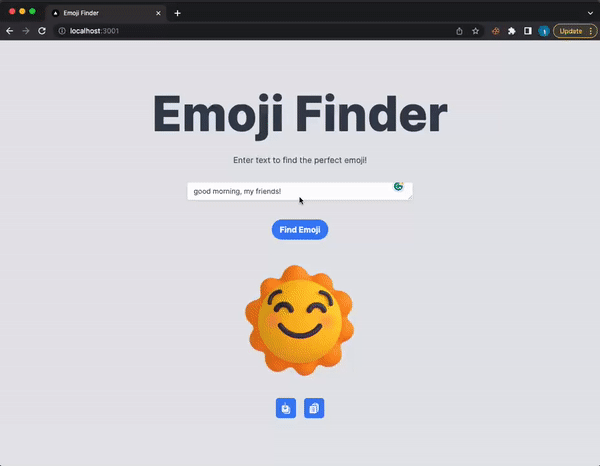 Emoji Finder
localhost:3001
Update
Emoji Finder
Enter text to find the perfect emoji!
good morning, my friends!
Find Emoji